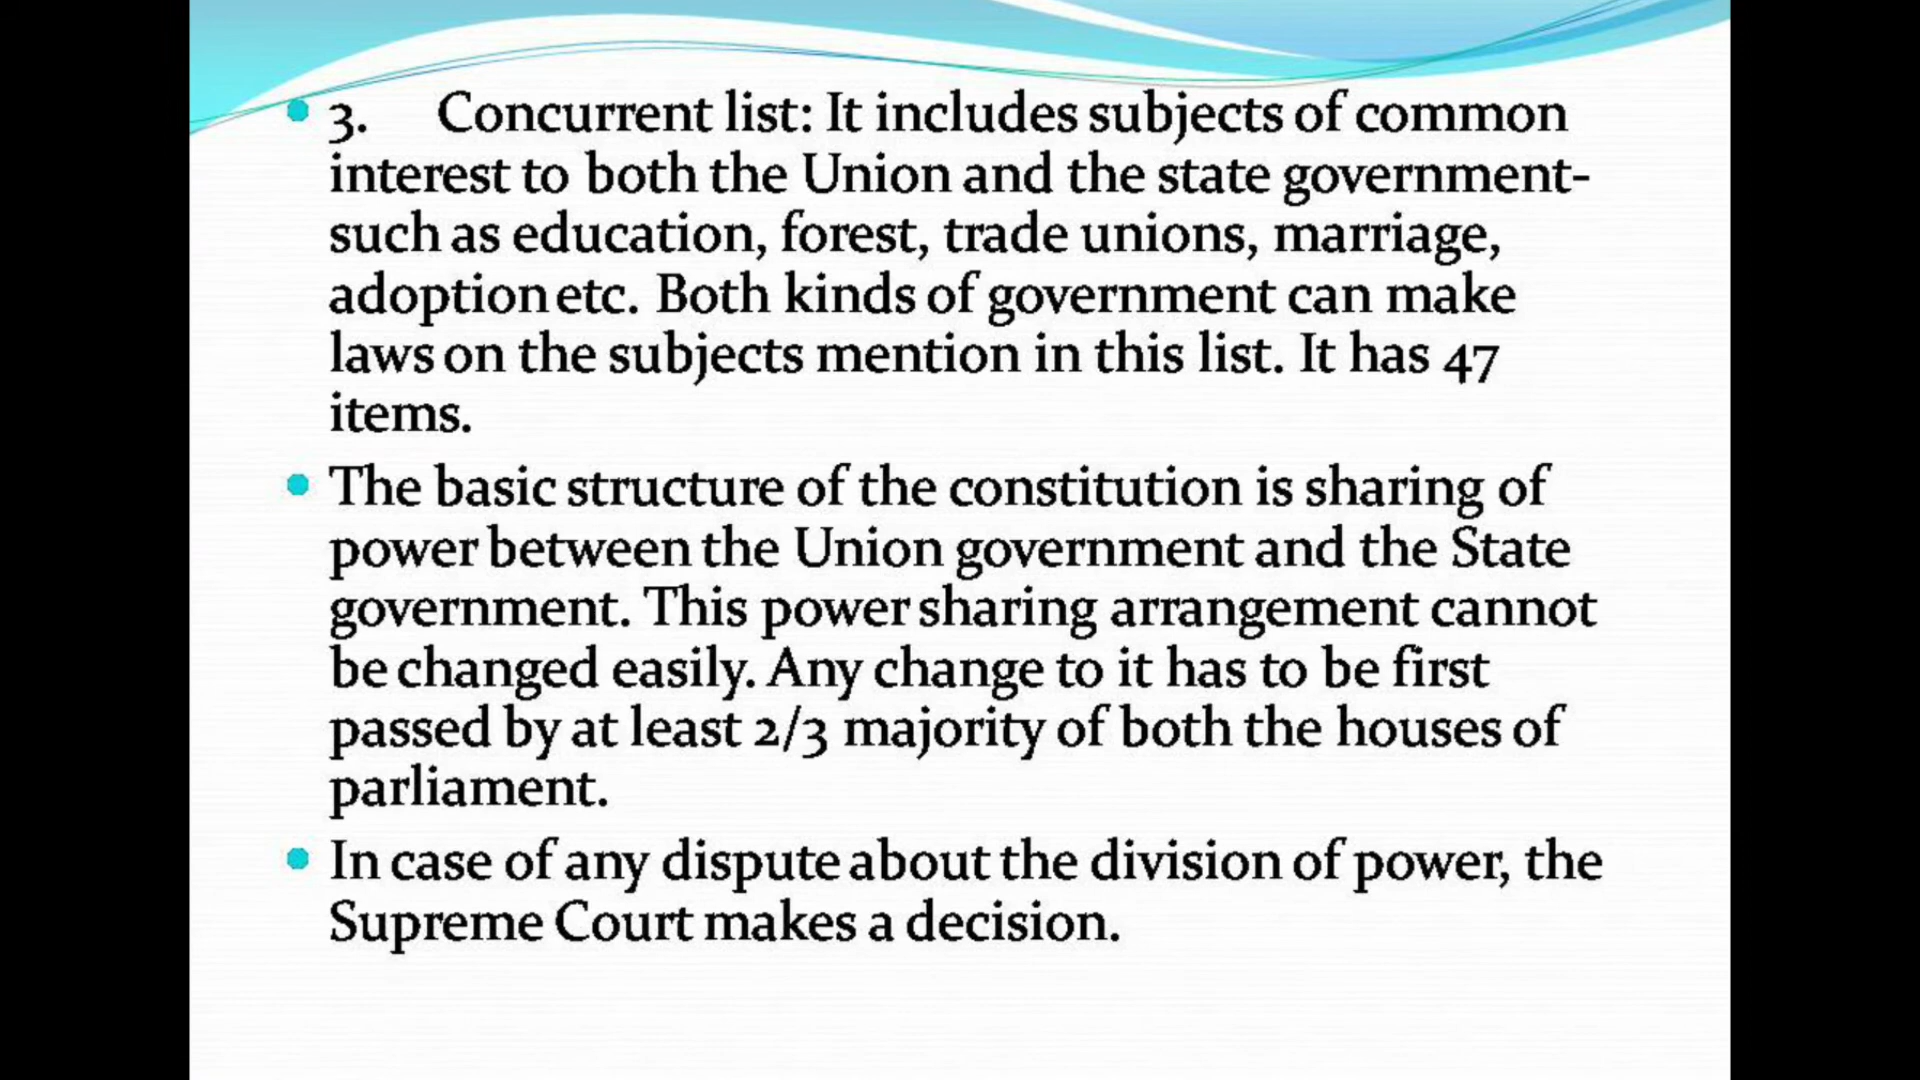 • 3. Concurrent list: It includes subjects of common
interest to both the Union and the state government-
such as education, forest, trade unions, marriage,
adoption etc. Both kinds of government can make
laws on the subjects mention in this list. It has 47
items.
• The basic structure of the constitution is sharing of
power between the Union government and the State
government. This power sharing arrangement cannot
be changed easily. Any change to it has to be first
passed by at least 2/3 majority of both the houses of
parliament.
• In case of any dispute about the division of power, the
Supreme Court makes a decision.